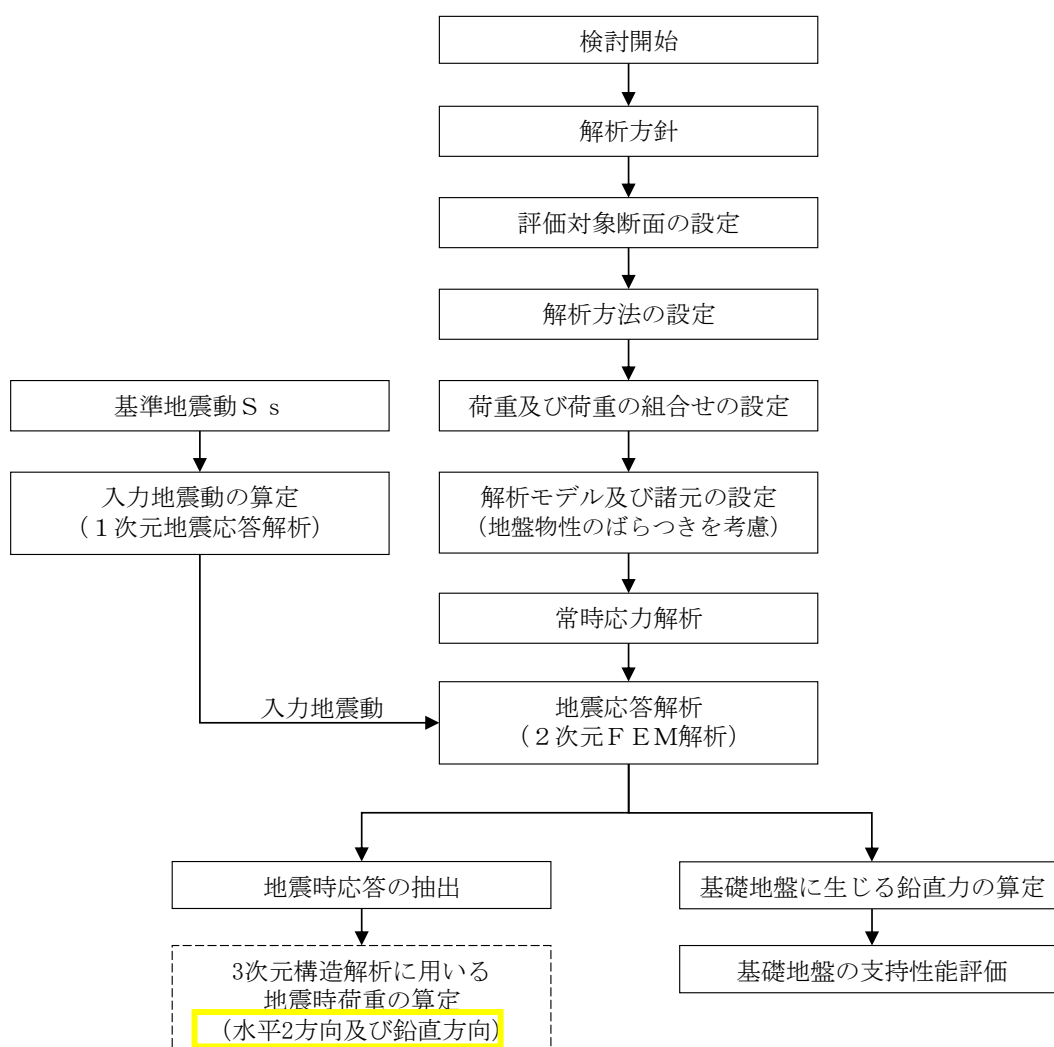 検討開始
解析方針
評価対象断面の設定
解析方法の設定
基準地震動Ｓｓ
荷重及び荷重の組合せの設定
入力地震動の算定
（１次元地震応答解析）
解析モデル及び諸元の設定
（地盤物性のばらつきを考慮）
常時応力解析
入力地震動
地震応答解析
（２次元ＦＥＭ解析）
地震時応答の抽出
基礎地盤に生じる鉛直力の算定
3次元構造解析に用いる
地震時荷重の算定
（水平2方向及び鉛直方向）
基礎地盤の支持性能評価